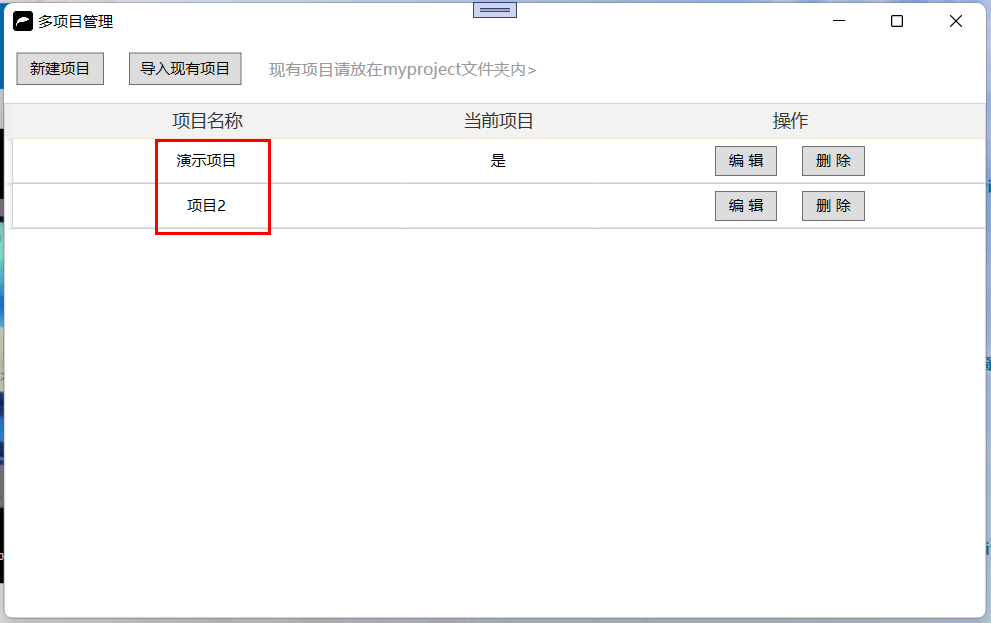 多项目管理
新建项目 导入现有项目 现有项目请放在myproject文件夹内>
项目名称 当前项目 操作
演示项目 是 编 辑 删 除
项目2 编 辑 删 除